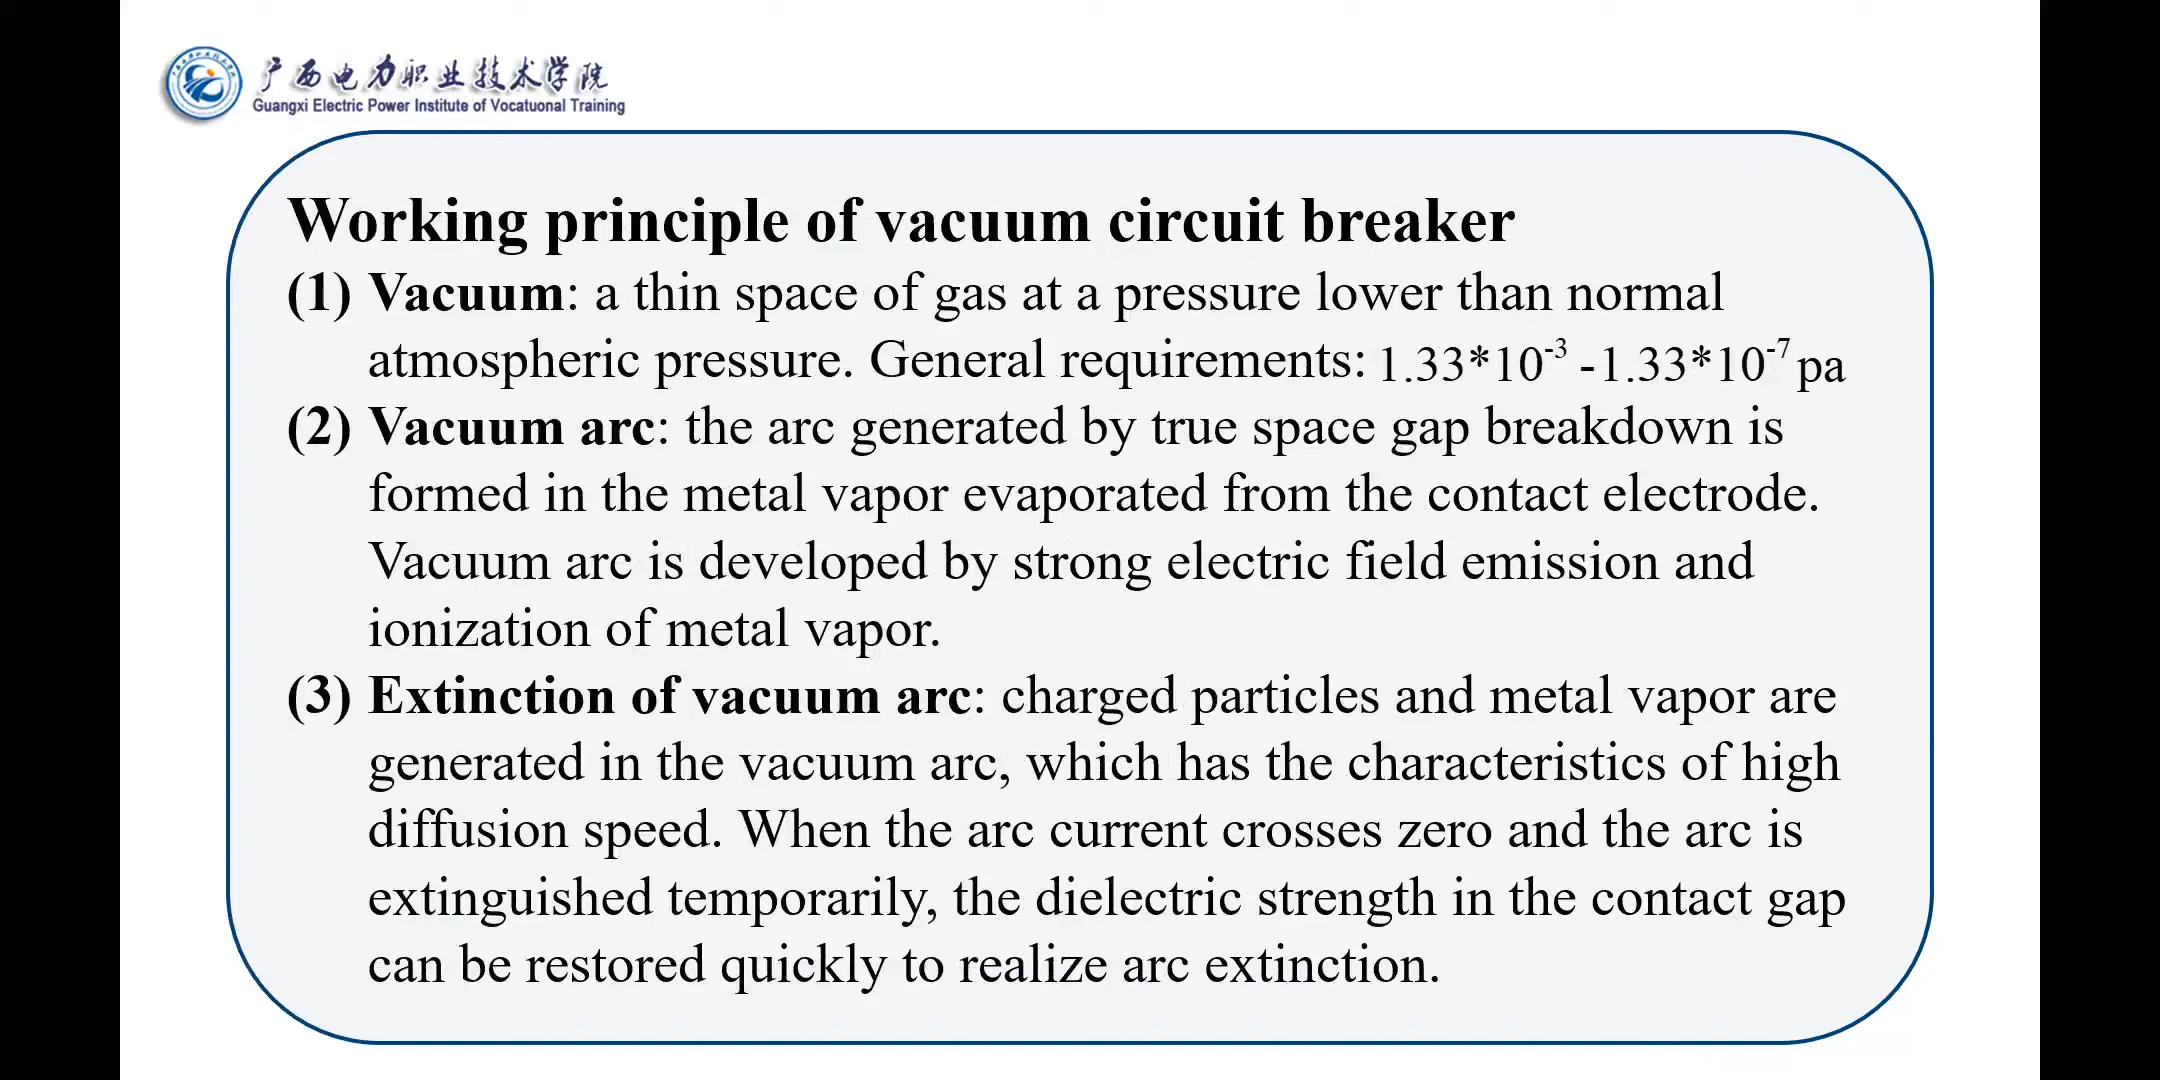 广西电力职业技术学院
Guangxi Electric Power Institute of Vocatuonal Training
Working principle of vacuum circuit breaker
(1) Vacuum: a thin space of gas at a pressure lower than normal
atmospheric pressure. General requirements: 1.33*10⁻³ -1.33*10⁻⁷ pa
(2) Vacuum arc: the arc generated by true space gap breakdown is
formed in the metal vapor evaporated from the contact electrode.
Vacuum arc is developed by strong electric field emission and
ionization of metal vapor.
(3) Extinction of vacuum arc: charged particles and metal vapor are
generated in the vacuum arc, which has the characteristics of high
diffusion speed. When the arc current crosses zero and the arc is
extinguished temporarily, the dielectric strength in the contact gap
can be restored quickly to realize arc extinction.